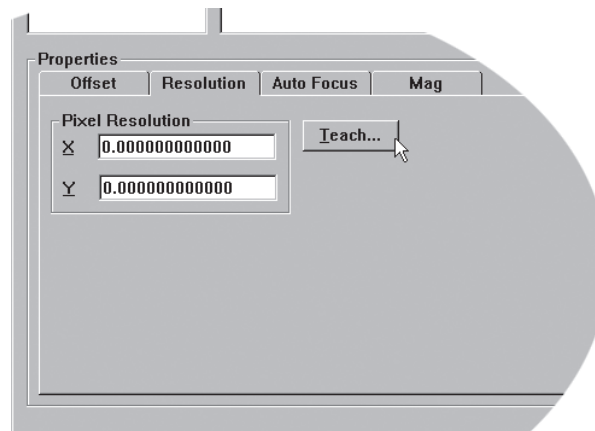 Properties
Offset Resolution Auto Focus Mag
Pixel Resolution
X 0.000000000000
Y 0.000000000000
Teach...